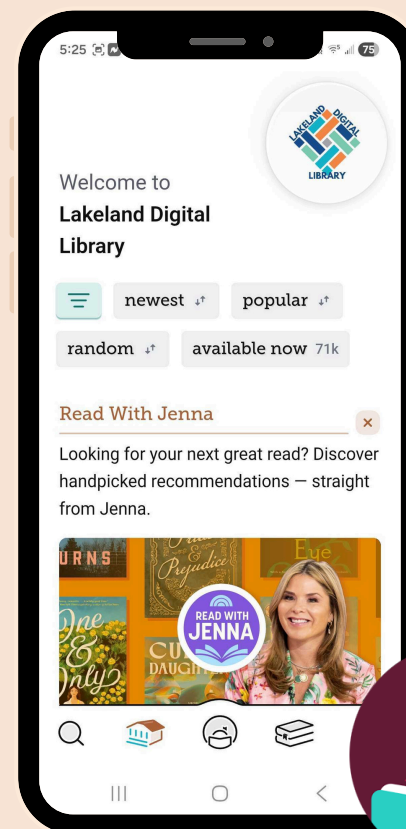 5:25
75
LAKELAND DIGITAL
LIBRARY
Welcome to
Lakeland Digital
Library
newest
popular
random
available now 71k
Read With Jenna
×
Looking for your next great read? Discover
handpicked recommendations — straight
from Jenna.
URNS
Prejudice
&
Eye
One
&
Only
READ WITH
JENNA
CU
DAUGH